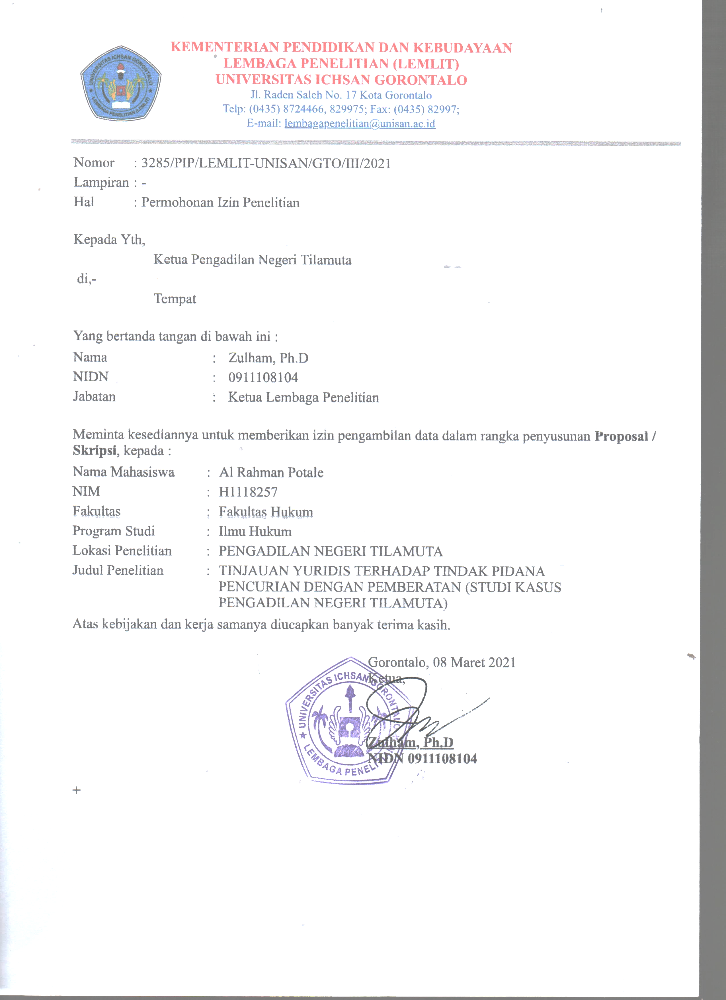 KEMENTERIAN PENDIDIKAN DAN KEBUDAYAAN
LEMBAGA PENELITIAN (LEMLIT)
UNIVERSITAS ICHSAN GORONTALO
Jl. Raden Saleh No. 17 Kota Gorontalo
Telp: (0435) 8724466, 829975; Fax: (0435) 82997;
E-mail: lembagapenelitian@unisan.ac.id
UNIVERSITAS ICHSAN GORONTALO
LEMBAGA PENELITIAN (LEMLIT)
Nomor : 3285/PIP/LEMLIT-UNISAN/GTO/III/2021
Lampiran : -
Hal : Permohonan Izin Penelitian
Kepada Yth,
Ketua Pengadilan Negeri Tilamuta
di,-
Tempat
Yang bertanda tangan di bawah ini :
Nama : Zulham, Ph.D
NIDN : 0911108104
Jabatan : Ketua Lembaga Penelitian
Meminta kesediannya untuk memberikan izin pengambilan data dalam rangka penyusunan Proposal /
Skripsi, kepada :
Nama Mahasiswa : Al Rahman Potale
NIM : H1118257
Fakultas : Fakultas Hukum
Program Studi : Ilmu Hukum
Lokasi Penelitian : PENGADILAN NEGERI TILAMUTA
Judul Penelitian : TINJAUAN YURIDIS TERHADAP TINDAK PIDANA
PENCURIAN DENGAN PEMBERATAN (STUDI KASUS
PENGADILAN NEGERI TILAMUTA)
Atas kebijakan dan kerja samanya diucapkan banyak terima kasih.
Gorontalo, 08 Maret 2021
Ketua,
UNIVERSITAS ICHSAN GORONTALO
LEMBAGA PENELITIAN
Zulham, Ph.D
NIDN 0911108104
+